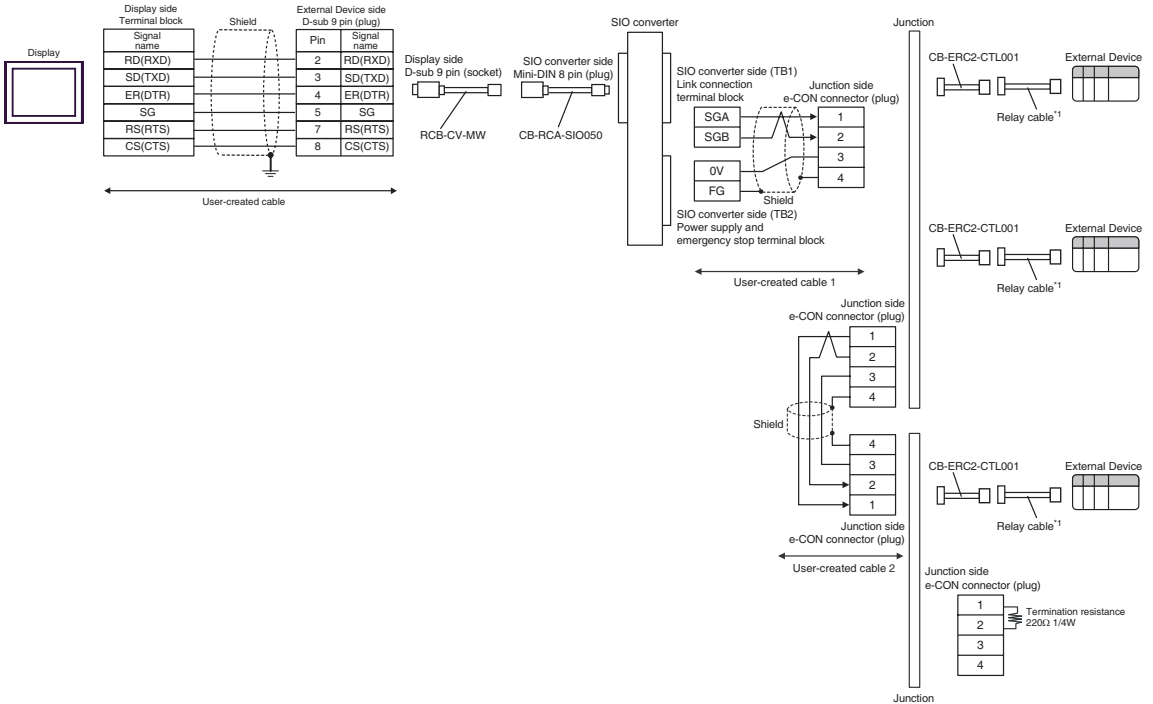 Display
Display side
Terminal block
Signal
name
RD(RXD)
SD(TXD)
ER(DTR)
SG
RS(RTS)
CS(CTS)
Shield
External Device side
D-sub 9 pin (plug)
Pin
Signal
name
2 RD(RXD)
3 SD(TXD)
4 ER(DTR)
5 SG
7 RS(RTS)
8 CS(CTS)
User-created cable
Display side
D-sub 9 pin (socket)
RCB-CV-MW
SIO converter side
Mini-DIN 8 pin (plug)
CB-RCA-SIO050
SIO converter
SIO converter side (TB1)
Link connection
terminal block
SGA
SGB
0V
FG
Shield
SIO converter side (TB2)
Power supply and
emergency stop terminal block
Junction side
e-CON connector (plug)
1
2
3
4
User-created cable 1
Junction side
e-CON connector (plug)
1
2
3
4
Shield
4
3
2
1
Junction side
e-CON connector (plug)
User-created cable 2
Junction
CB-ERC2-CTL001
External Device
Relay cable*1
CB-ERC2-CTL001
External Device
Relay cable*1
CB-ERC2-CTL001
External Device
Relay cable*1
Junction side
e-CON connector (plug)
1
2
3
4
Termination resistance
220Ω 1/4W
Junction